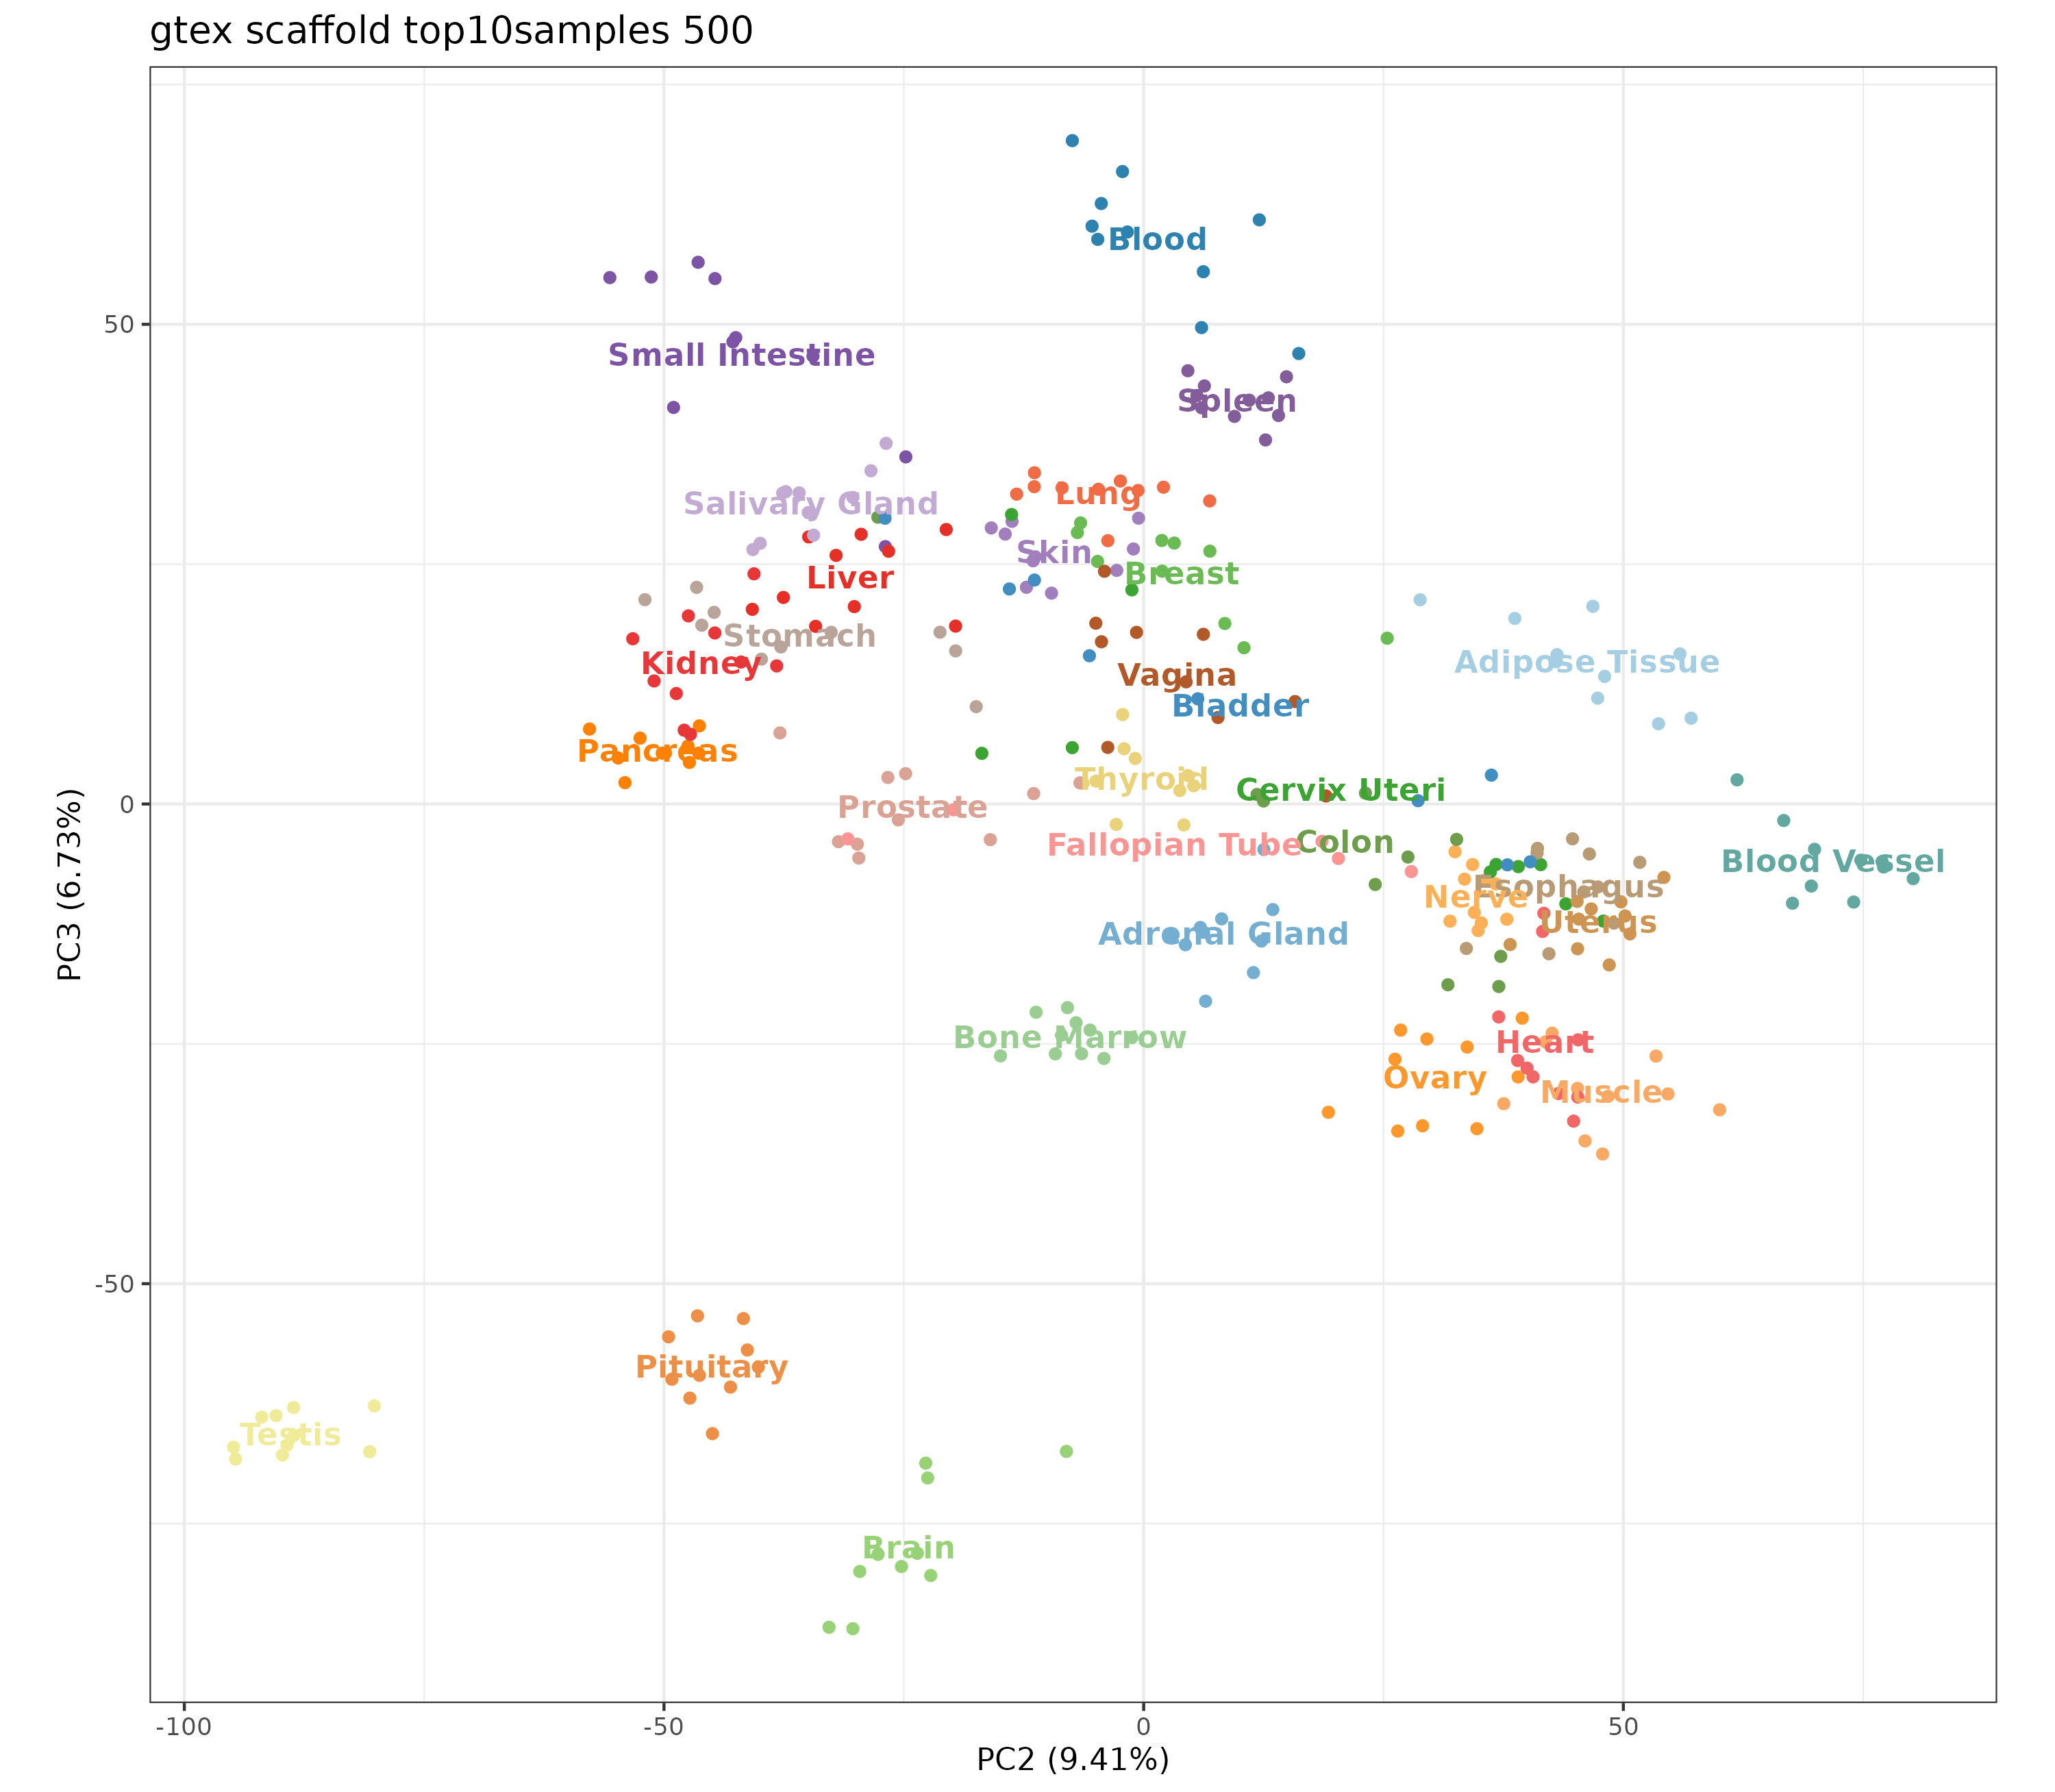 gtex scaffold top10samples 500
Blood
50
Small Intestine
Spleen
Lung
Salivary Gland
Skin
Breast
Liver
Stomach
Kidney
Adipose Tissue
Vagina
Bladder
Pancreas
Thyroid
Cervix Uteri
0
Prostate
Fallopian Tube
Colon
Blood Vessel
Esophagus
Nerve
Uterus
PC3 (6.73%)
Adrenal Gland
Bone Marrow
Heart
Ovary
Muscle
-50
Pituitary
Testis
Brain
-100
-50
0
50
PC2 (9.41%)